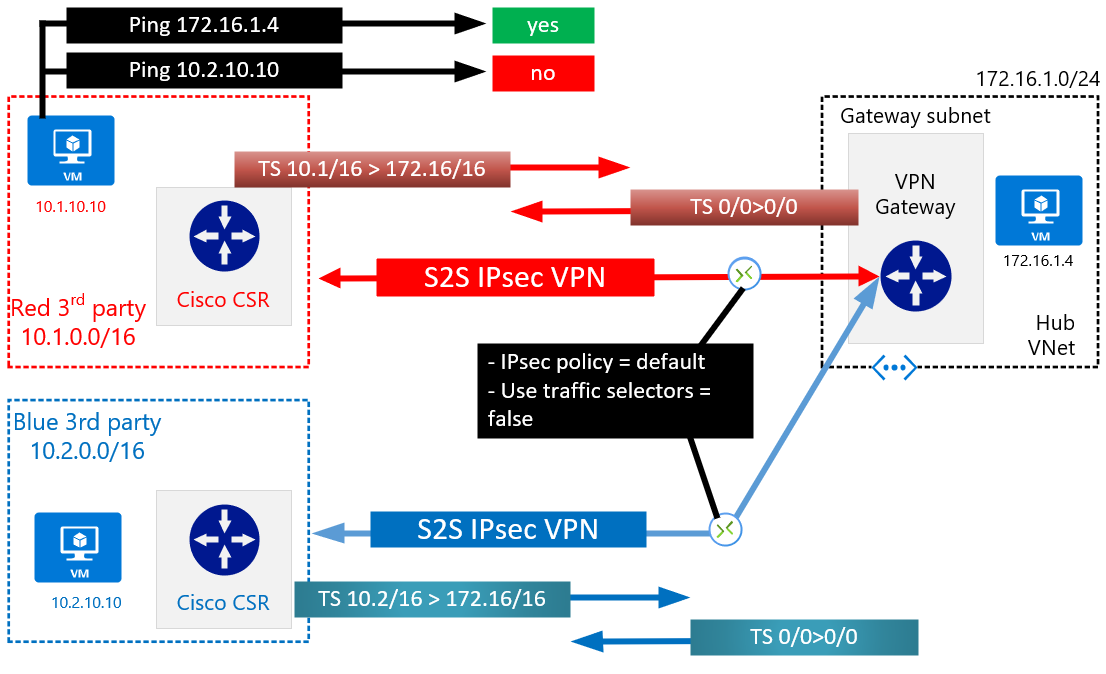 Ping 172.16.1.4
yes
Ping 10.2.10.10
no
172.16.1.0/24
Gateway subnet
VM
10.1.10.10
TS 10.1/16 > 172.16/16
TS 0/0>0/0
VPN
Gateway
VM
172.16.1.4
S2S IPsec VPN
Cisco CSR
Red 3rd party
10.1.0.0/16
Hub
VNet
- IPsec policy = default
- Use traffic selectors =
false
Blue 3rd party
10.2.0.0/16
S2S IPsec VPN
VM
10.2.10.10
Cisco CSR
TS 10.2/16 > 172.16/16
TS 0/0>0/0